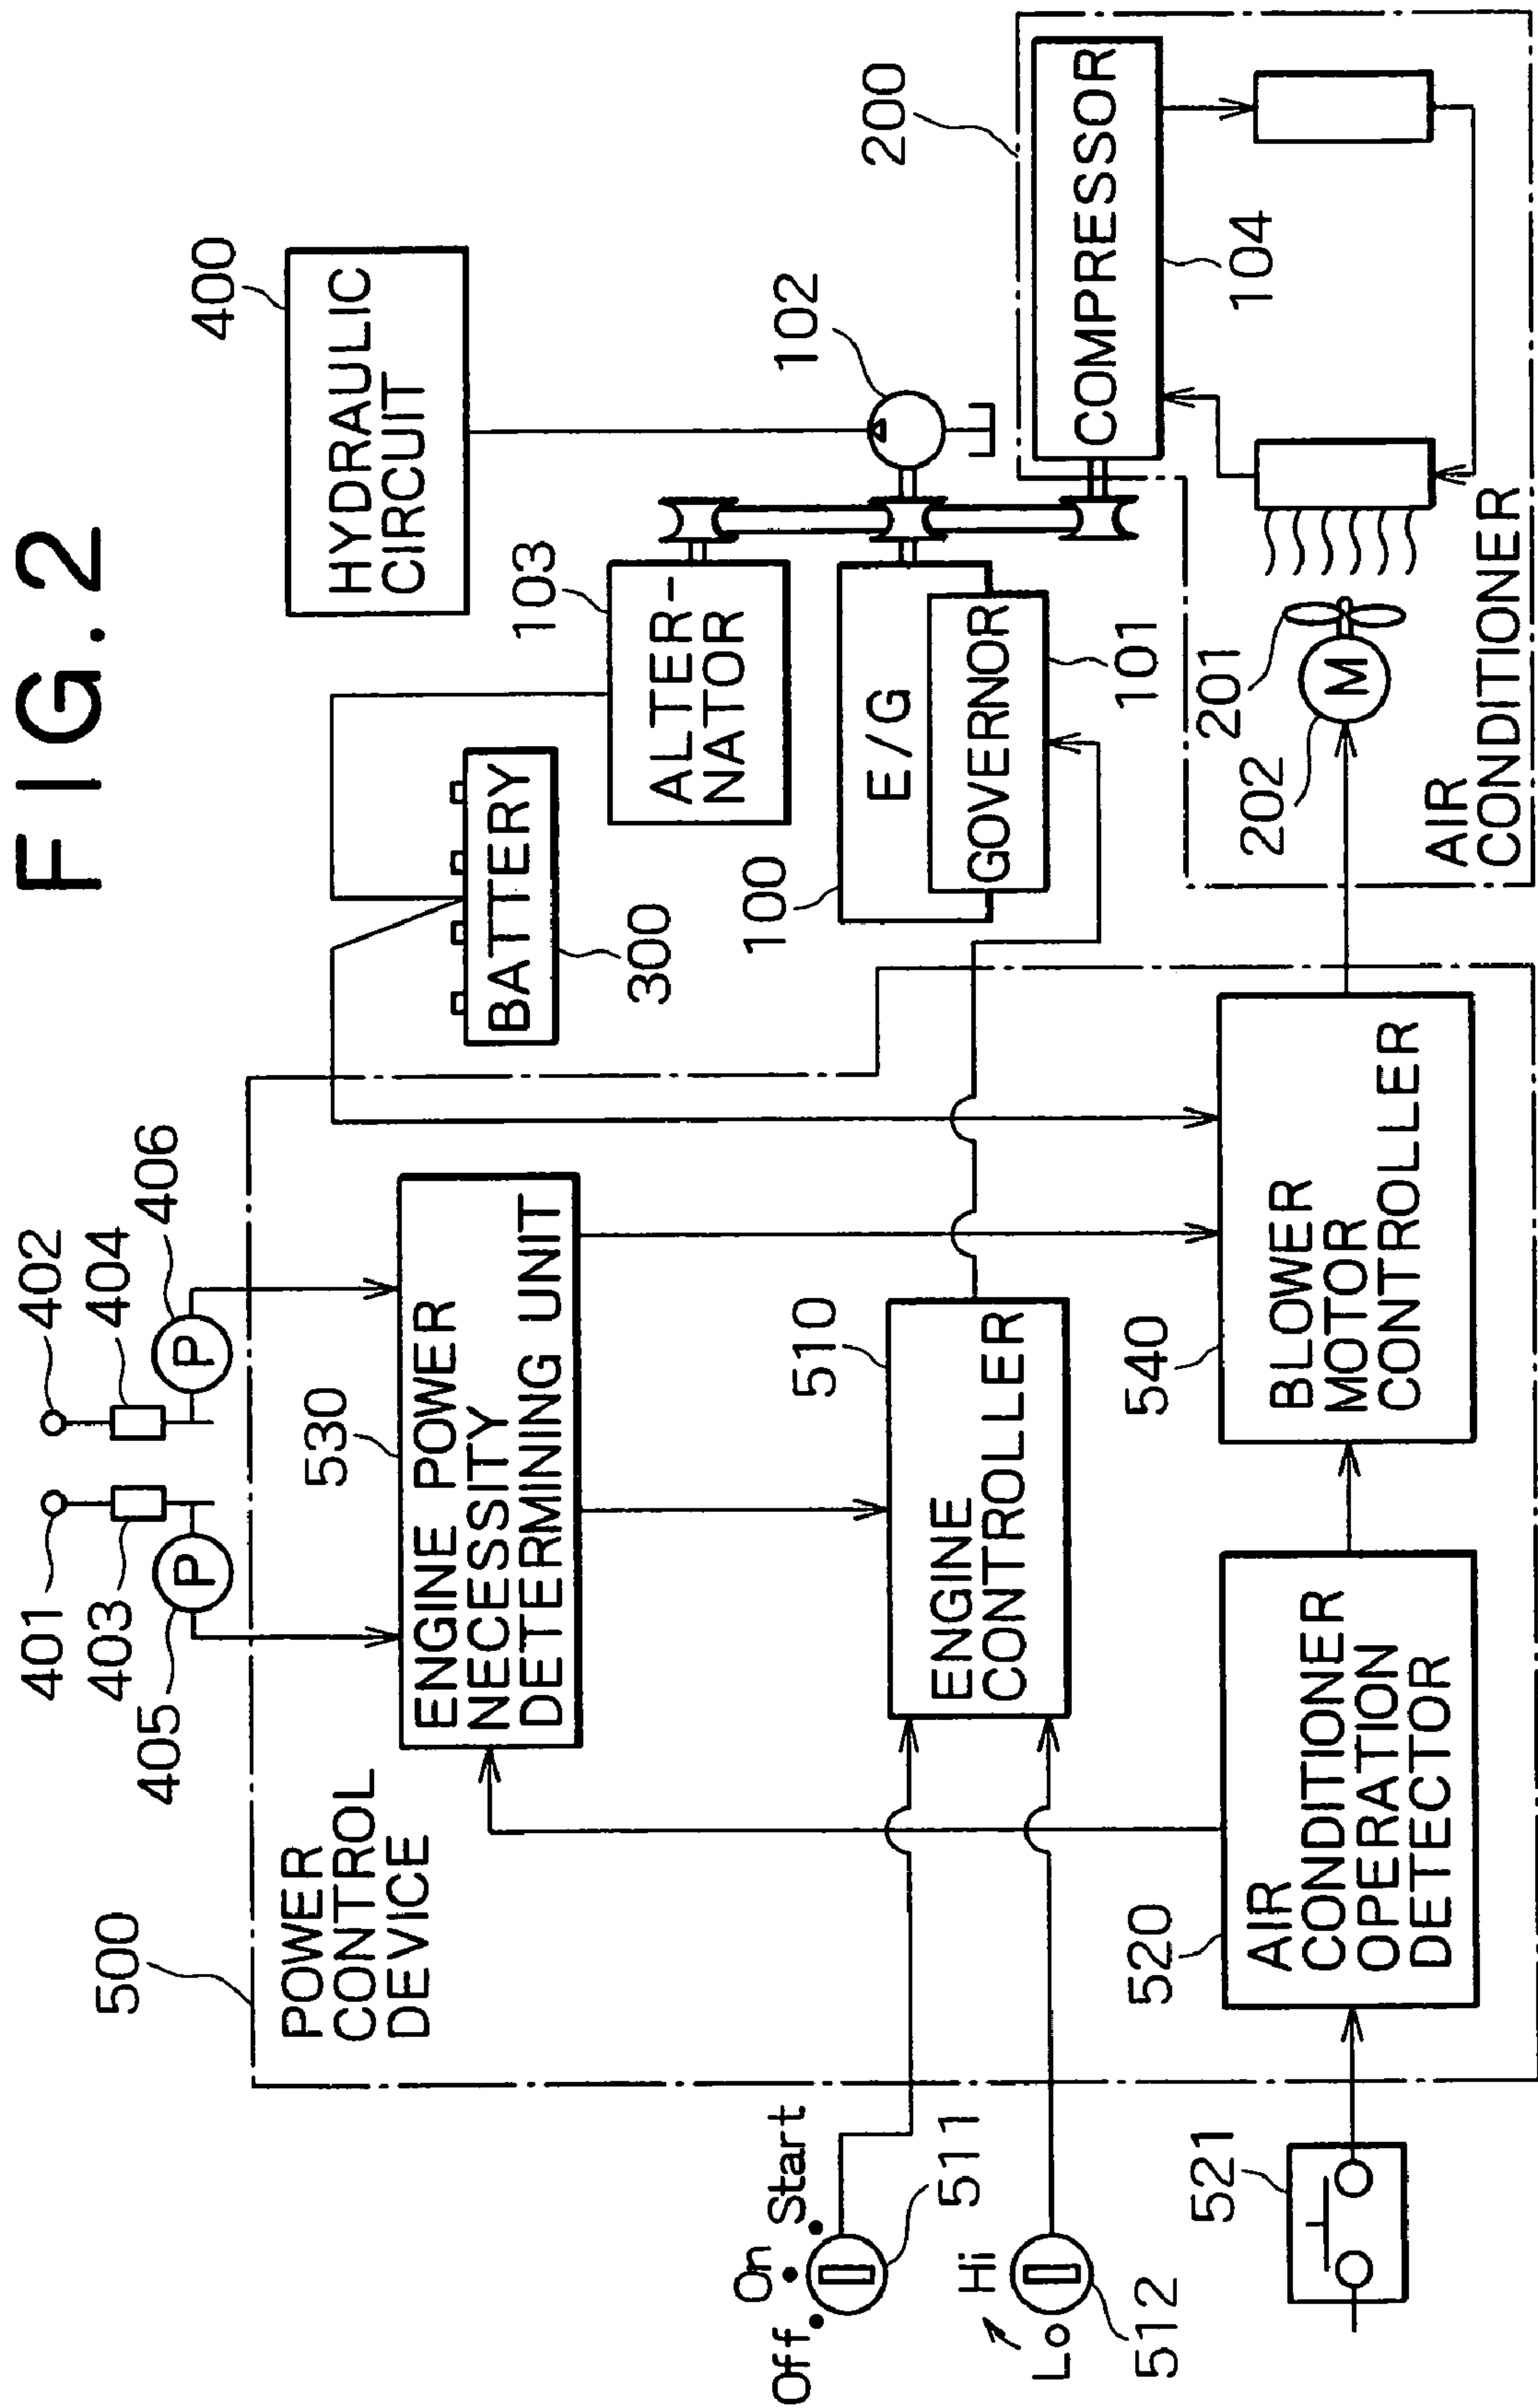 FIG. 2
400
HYDRAULIC
CIRCUIT
402
404
406
401
403
405
P
P
BATTERY
300
103
ALTER-
NATOR
102
500
POWER
CONTROL
DEVICE
530
ENGINE POWER
NECESSITY
DETERMINING UNIT
100
E/G
GOVERNOR
101
200
COMPRESSOR
104
Off
On
Start
511
Lo
Hi
512
510
ENGINE
CONTROLLER
521
520
AIR
CONDITIONER
OPERATION
DETECTOR
540
BLOWER
MOTOR
CONTROLLER
201
202
M
AIR
CONDITIONER